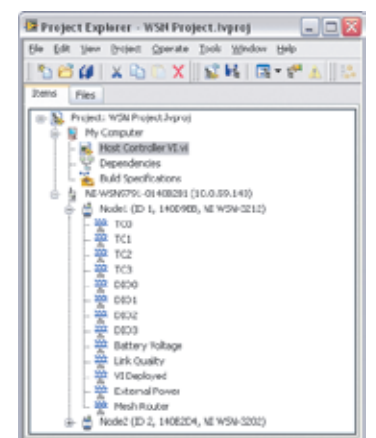 Project Explorer - WSN Project.lvproj
File Edit View Project Operate Tools Window Help
Items Files
Project: WSN Project.lvproj
My Computer
Host Controller VI.vi
Dependencies
Build Specifications
NI-WSN9791-0140B281 (10.0.59.143)
Node1 (ID 1, 140D90B, NI WSN-3212)
TC0
TC1
TC2
TC3
DIO0
DIO1
DIO2
DIO3
Battery Voltage
Link Quality
VI Deployed
External Power
Mesh Router
Node2 (ID 2, 140E2D4, NI WSN-3202)